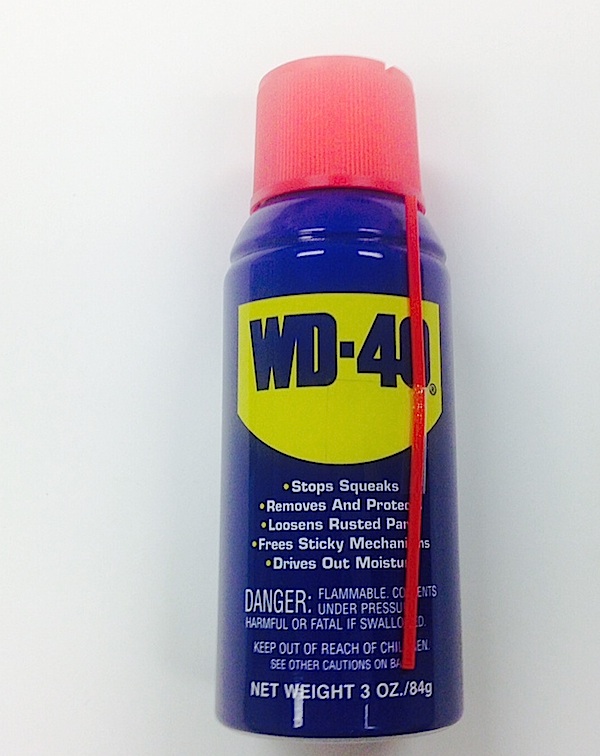 WD-40®
•Stops Squeaks
•Removes And
•Loosens Rusted
•Frees Sticky
•Drives Out
DANGER: FLAMMABLE.
UNDER
HARMFUL OR FATAL IF
KEEP OUT OF REACH OF
SEE OTHER CAUTIONS ON
NET WEIGHT 3 OZ./84g